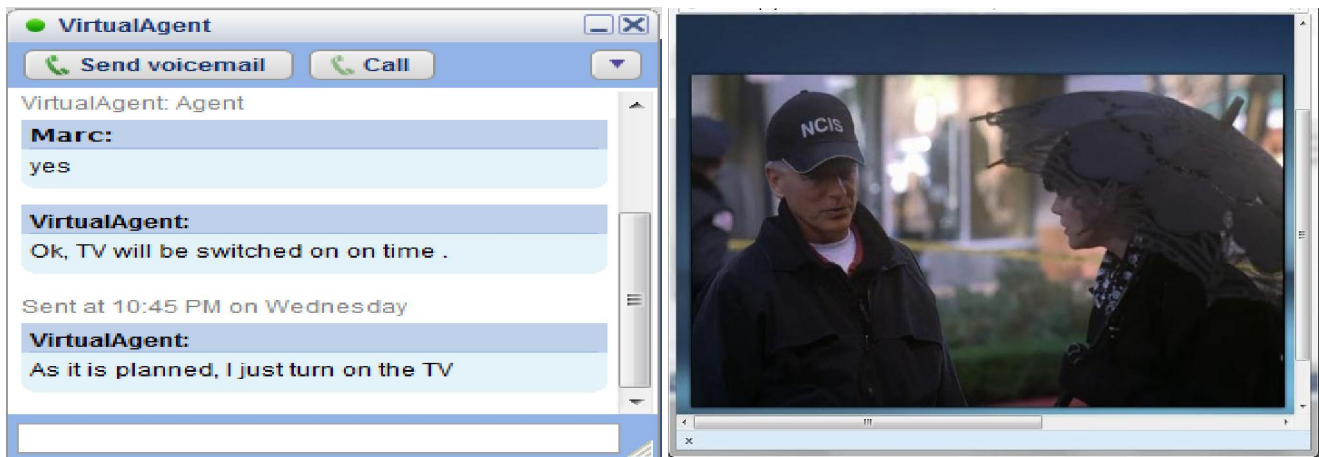 VirtualAgent
Send voicemail Call
VirtualAgent: Agent
Marc:
yes
VirtualAgent:
Ok, TV will be switched on on time .
Sent at 10:45 PM on Wednesday
VirtualAgent:
As it is planned, I just turn on the TV
NCIS